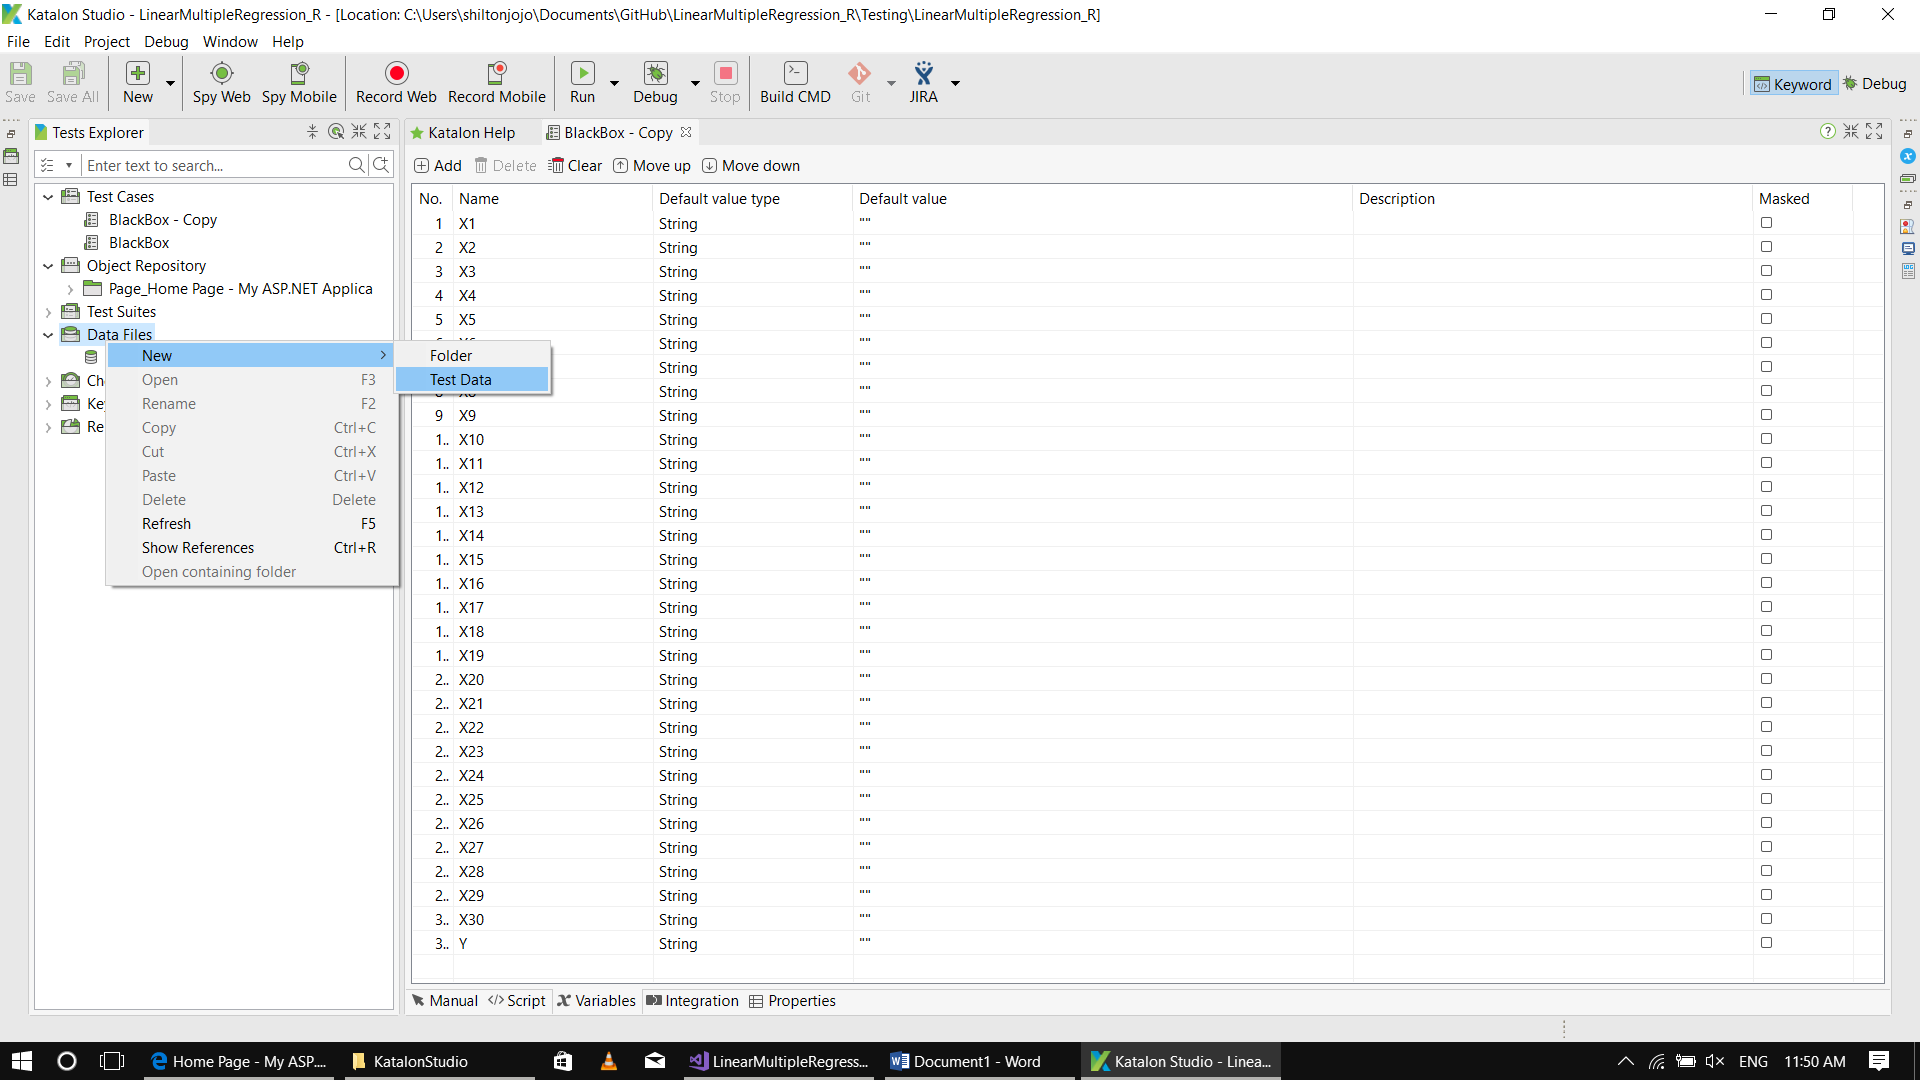 Katalon Studio - LinearMultipleRegression_R - [Location: C:\Users\shiltonjojo\Documents\GitHub\LinearMultipleRegression_R\Testing\LinearMultipleRegression_R]
File Edit Project Debug Window Help
Save Save All New Spy Web Spy Mobile Record Web Record Mobile Run Debug Stop Build CMD Git JIRA Keyword Debug
Tests Explorer
Enter text to search...
Test Cases
BlackBox - Copy
BlackBox
Object Repository
Page_Home Page - My ASP.NET Applica
Test Suites
Data Files
Ch
Ke
Re
New
Open F3
Rename F2
Copy Ctrl+C
Cut Ctrl+X
Paste Ctrl+V
Delete Delete
Refresh F5
Show References Ctrl+R
Open containing folder
Folder
Test Data
Katalon Help BlackBox - Copy
Add Delete Clear Move up Move down
No. Name Default value type Default value Description Masked
1 X1 String ""
2 X2 String ""
3 X3 String ""
4 X4 String ""
5 X5 String ""
String ""
String ""
String ""
9 X9 String ""
1.. X10 String ""
1.. X11 String ""
1.. X12 String ""
1.. X13 String ""
1.. X14 String ""
1.. X15 String ""
1.. X16 String ""
1.. X17 String ""
1.. X18 String ""
1.. X19 String ""
2.. X20 String ""
2.. X21 String ""
2.. X22 String ""
2.. X23 String ""
2.. X24 String ""
2.. X25 String ""
2.. X26 String ""
2.. X27 String ""
2.. X28 String ""
2.. X29 String ""
3.. X30 String ""
3.. Y String ""
Manual Script Variables Integration Properties
Home Page - My ASP.... KatalonStudio LinearMultipleRegress... Document1 - Word Katalon Studio - Linea... ENG 11:50 AM